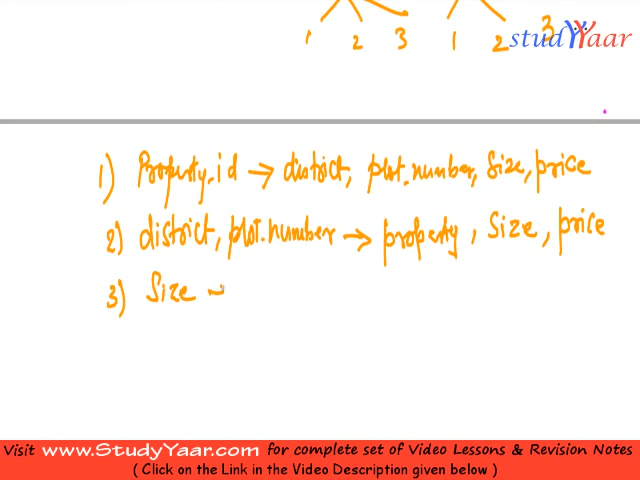 1 2 3 1 2 3
studYYaar
1) Property.id → district, plot.number, Size, price
2) district, plot.number → property, Size, price
3) Size
Visit www.StudyYaar.com for complete set of Video Lessons & Revision Notes
( Click on the Link in the Video Description given below )